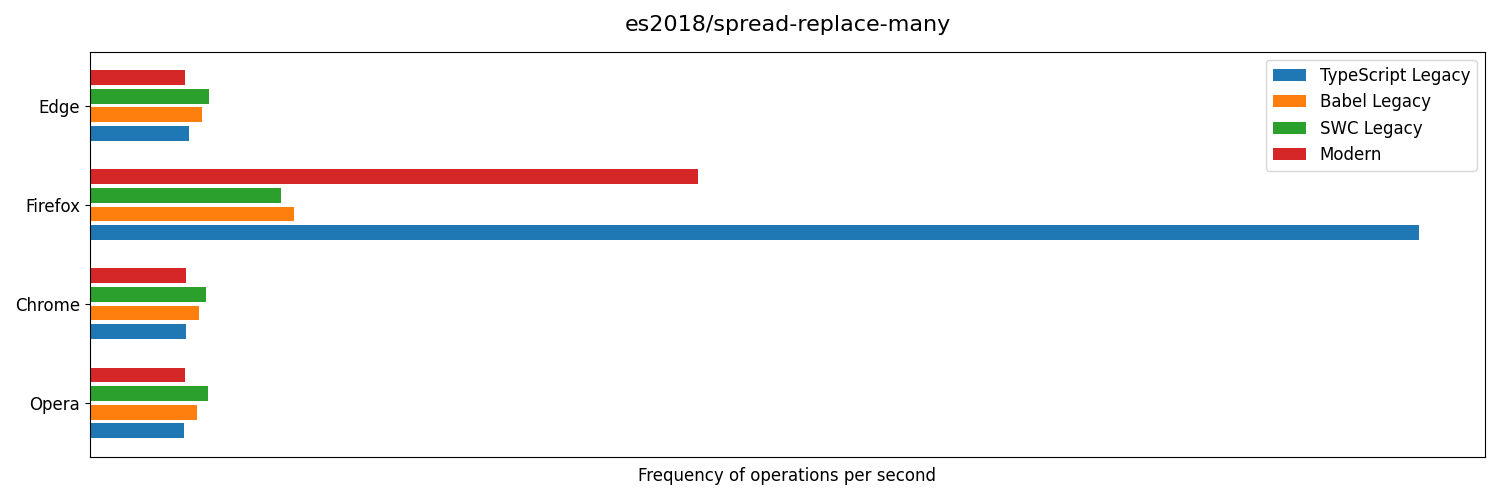 es2018/spread-replace-many
TypeScript Legacy
Babel Legacy
SWC Legacy
Modern
Edge
Firefox
Chrome
Opera
Frequency of operations per second